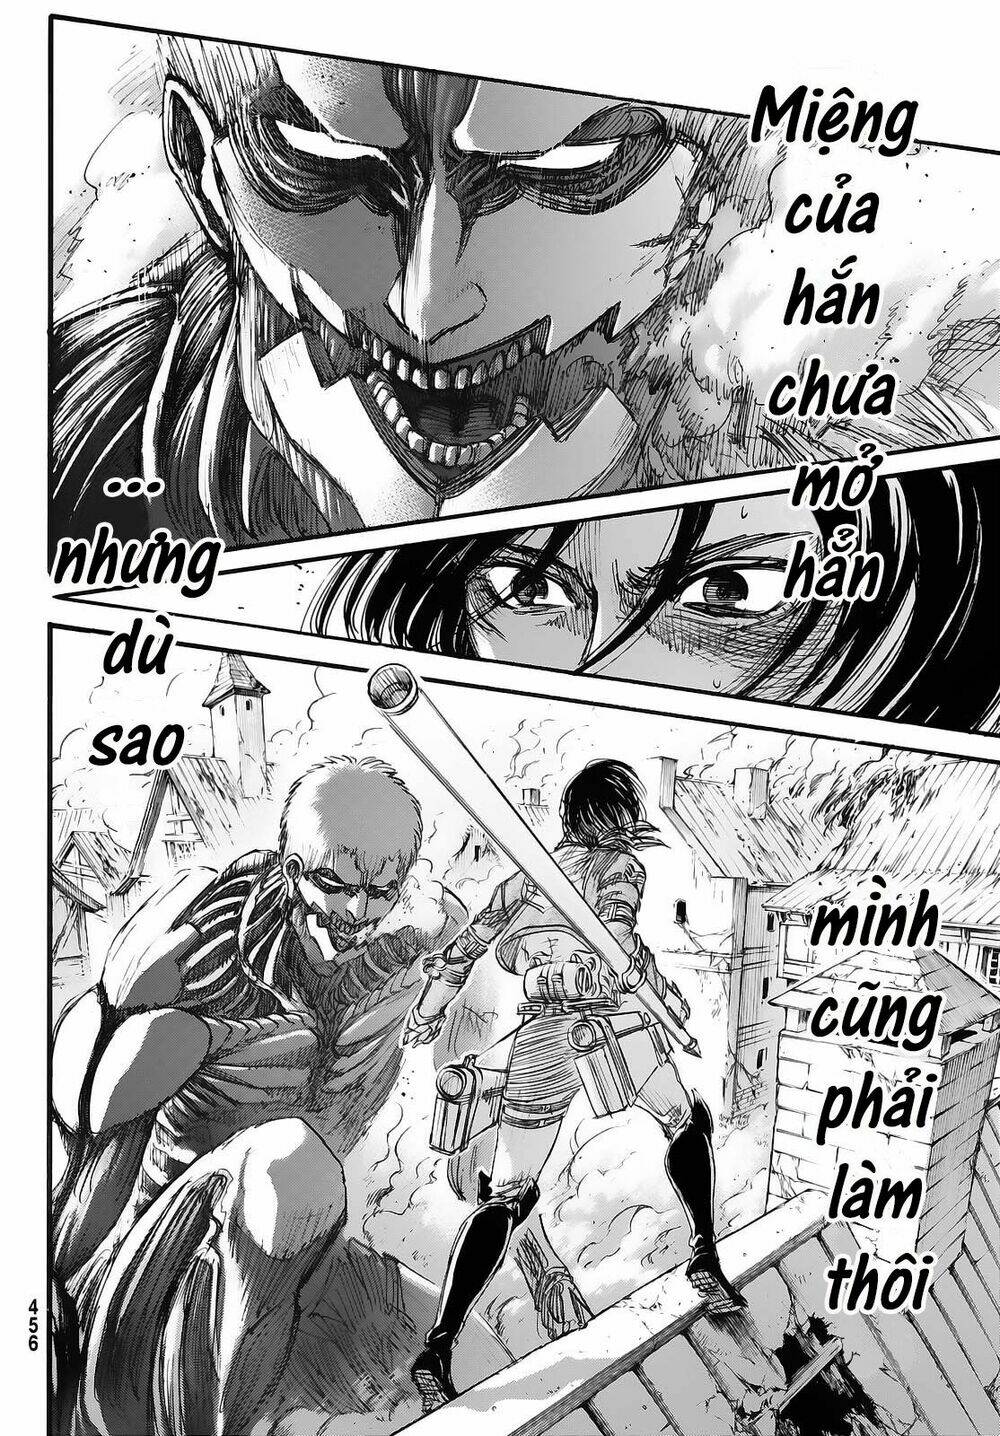 Miệng
của
hắn
chưa
mở
hẳn
...
nhưng
dù
sao
mình
cũng
phải
làm
thôi
456